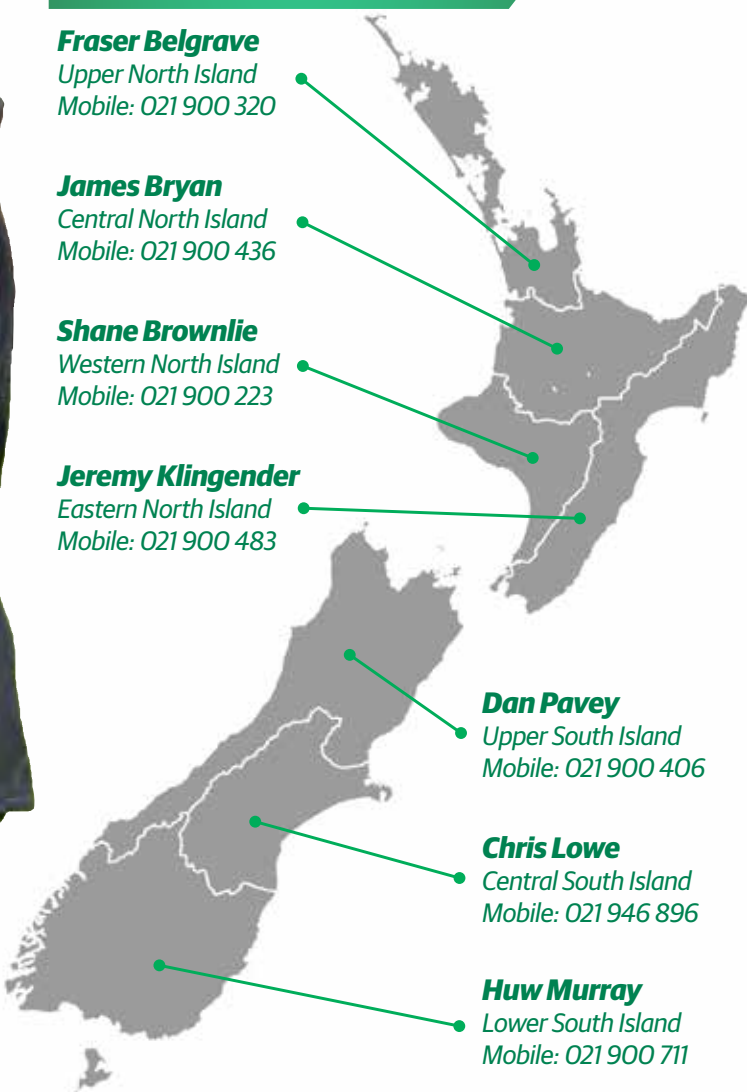 Fraser Belgrave
Upper North Island
Mobile: 021 900 320
James Bryan
Central North Island
Mobile: 021 900 436
Shane Brownlie
Western North Island
Mobile: 021 900 223
Jeremy Klingender
Eastern North Island
Mobile: 021 900 483
Dan Pavey
Upper South Island
Mobile: 021 900 406
Chris Lowe
Central South Island
Mobile: 021 946 896
Huw Murray
Lower South Island
Mobile: 021 900 711